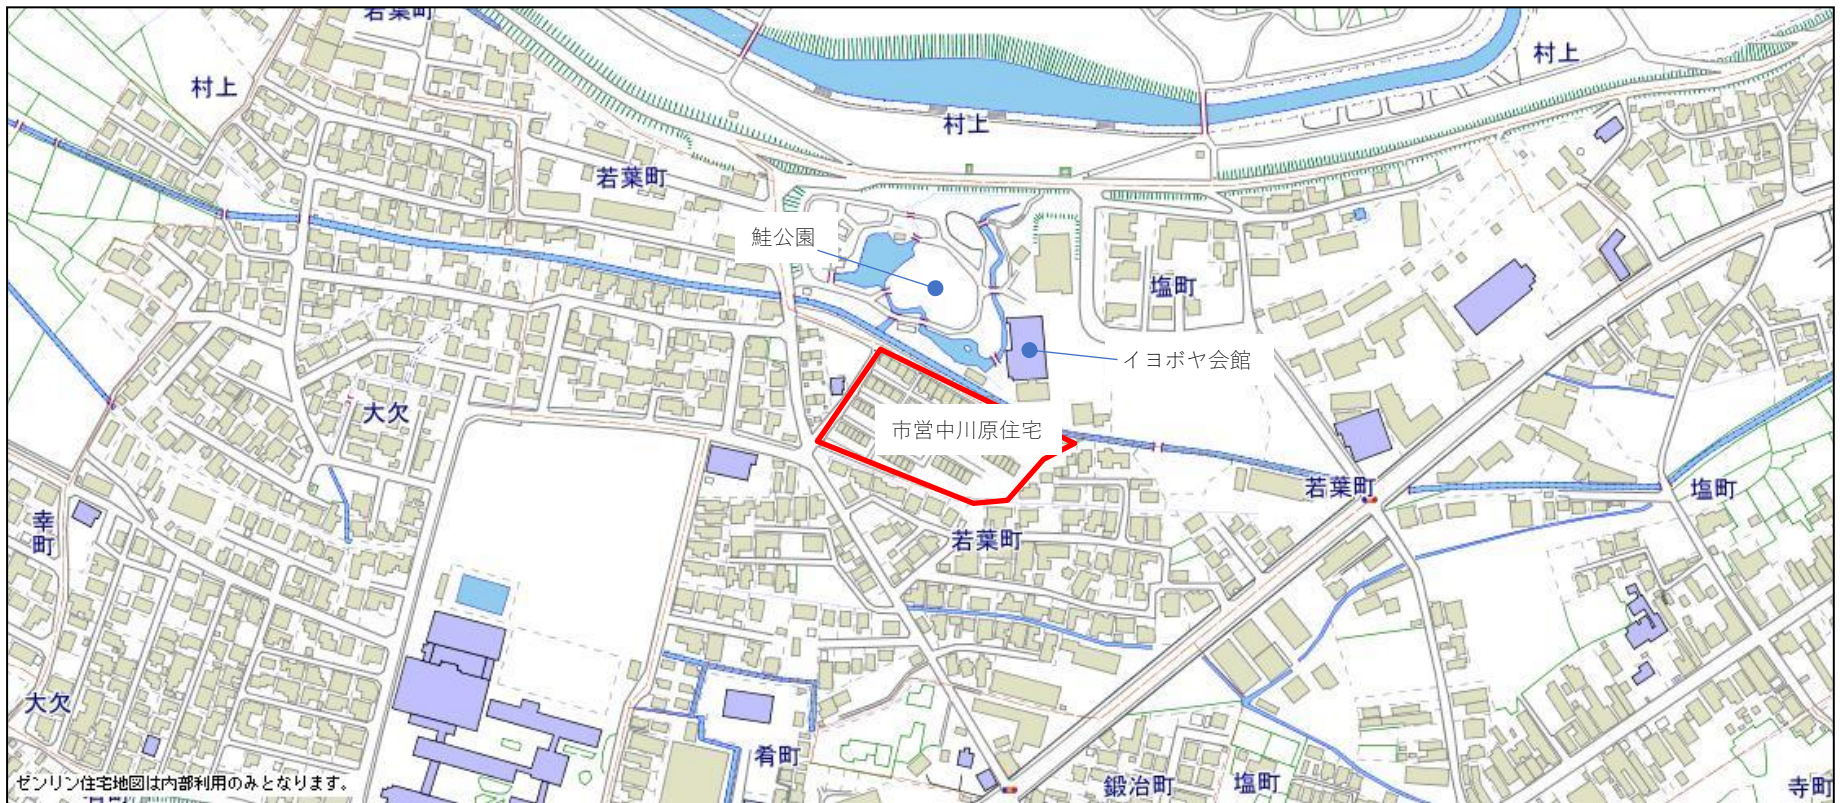 若葉町
村上
村上
村上
若葉町
鮭公園
塩町
イヨボヤ会館
大欠
市営中川原住宅
若葉町
塩町
幸町
若葉町
大欠
肴町
鍛冶町
塩町
寺町
ゼンリン住宅地図は内部利用のみとなります。